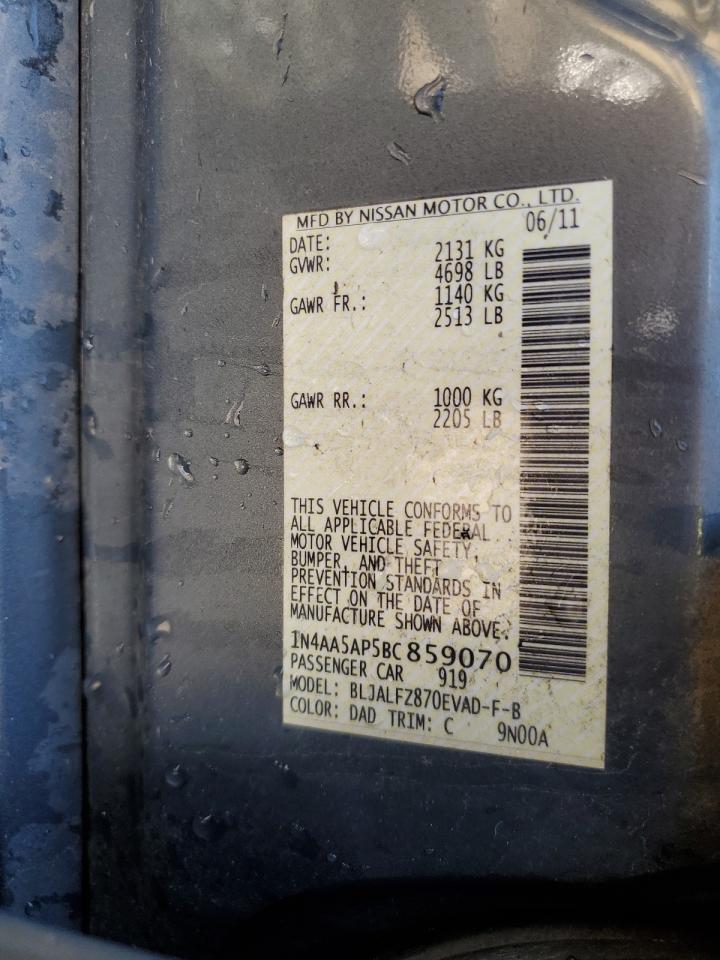 MFD BY NISSAN MOTOR CO., LTD.
DATE: 06/11
GVWR: 2131 KG
4698 LB
GAWR FR.: 1140 KG
2513 LB
GAWR RR.: 1000 KG
2205 LB
THIS VEHICLE CONFORMS TO
ALL APPLICABLE FEDERAL
MOTOR VEHICLE SAFETY,
BUMPER, AND THEFT
PREVENTION STANDARDS IN
EFFECT ON THE DATE OF
MANUFACTURE SHOWN ABOVE.
1N4AA5AP5BC859070
PASSENGER CAR 919
MODEL: BLJALFZ870EVAD-F-B
COLOR: DAD TRIM: C 9N00A